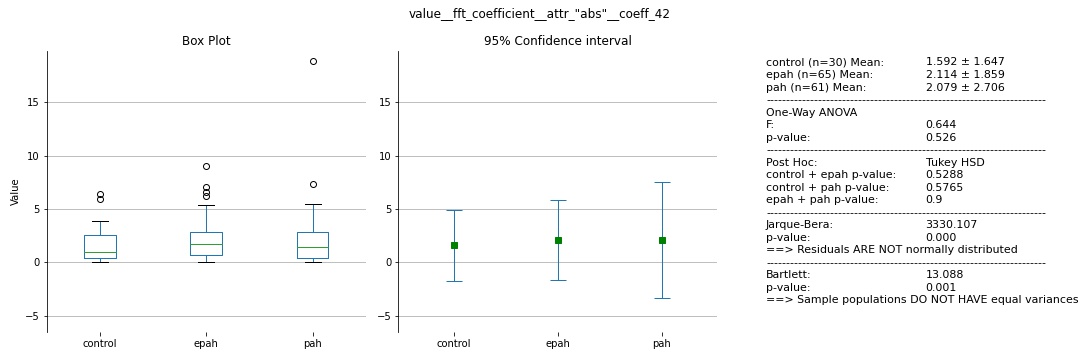 value__fft_coefficient__attr_"abs"__coeff_42
Box Plot
Value
15
10
5
0
−5
control epah pah
95% Confidence interval
15
10
5
0
−5
control epah pah
control (n=30) Mean: 1.592 ± 1.647
epah (n=65) Mean: 2.114 ± 1.859
pah (n=61) Mean: 2.079 ± 2.706
One-Way ANOVA
F: 0.644
p-value: 0.526
Post Hoc: Tukey HSD
control + epah p-value: 0.5288
control + pah p-value: 0.5765
epah + pah p-value: 0.9
Jarque-Bera: 3330.107
p-value: 0.000
==> Residuals ARE NOT normally distributed
Bartlett: 13.088
p-value: 0.001
==> Sample populations DO NOT HAVE equal variances